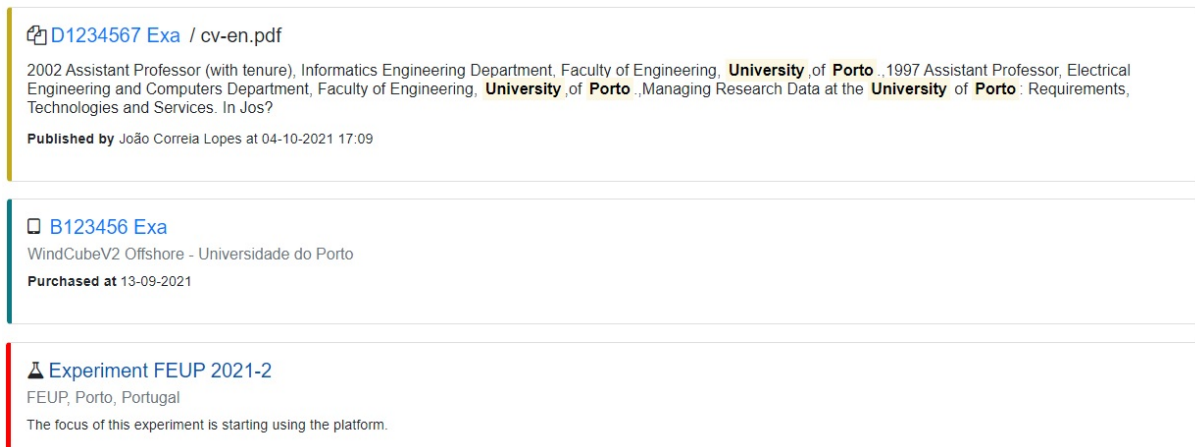 D1234567 Exa / cv-en.pdf
2002 Assistant Professor (with tenure), Informatics Engineering Department, Faculty of Engineering, University ,of Porto .,1997 Assistant Professor, Electrical
Engineering and Computers Department, Faculty of Engineering, University ,of Porto .,Managing Research Data at the University of Porto: Requirements,
Technologies and Services. In Jos?
Published by João Correia Lopes at 04-10-2021 17:09
B123456 Exa
WindCubeV2 Offshore - Universidade do Porto
Purchased at 13-09-2021
Experiment FEUP 2021-2
FEUP, Porto, Portugal
The focus of this experiment is starting using the platform.